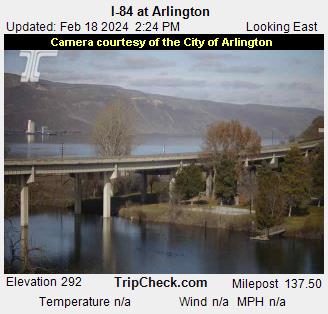 I-84 at Arlington
Updated: Feb 18 2024 2:24 PM Looking East
Camera courtesy of the City of Arlington
Elevation 292 TripCheck.com Milepost 137.50
Temperature n/a Wind n/a MPH n/a